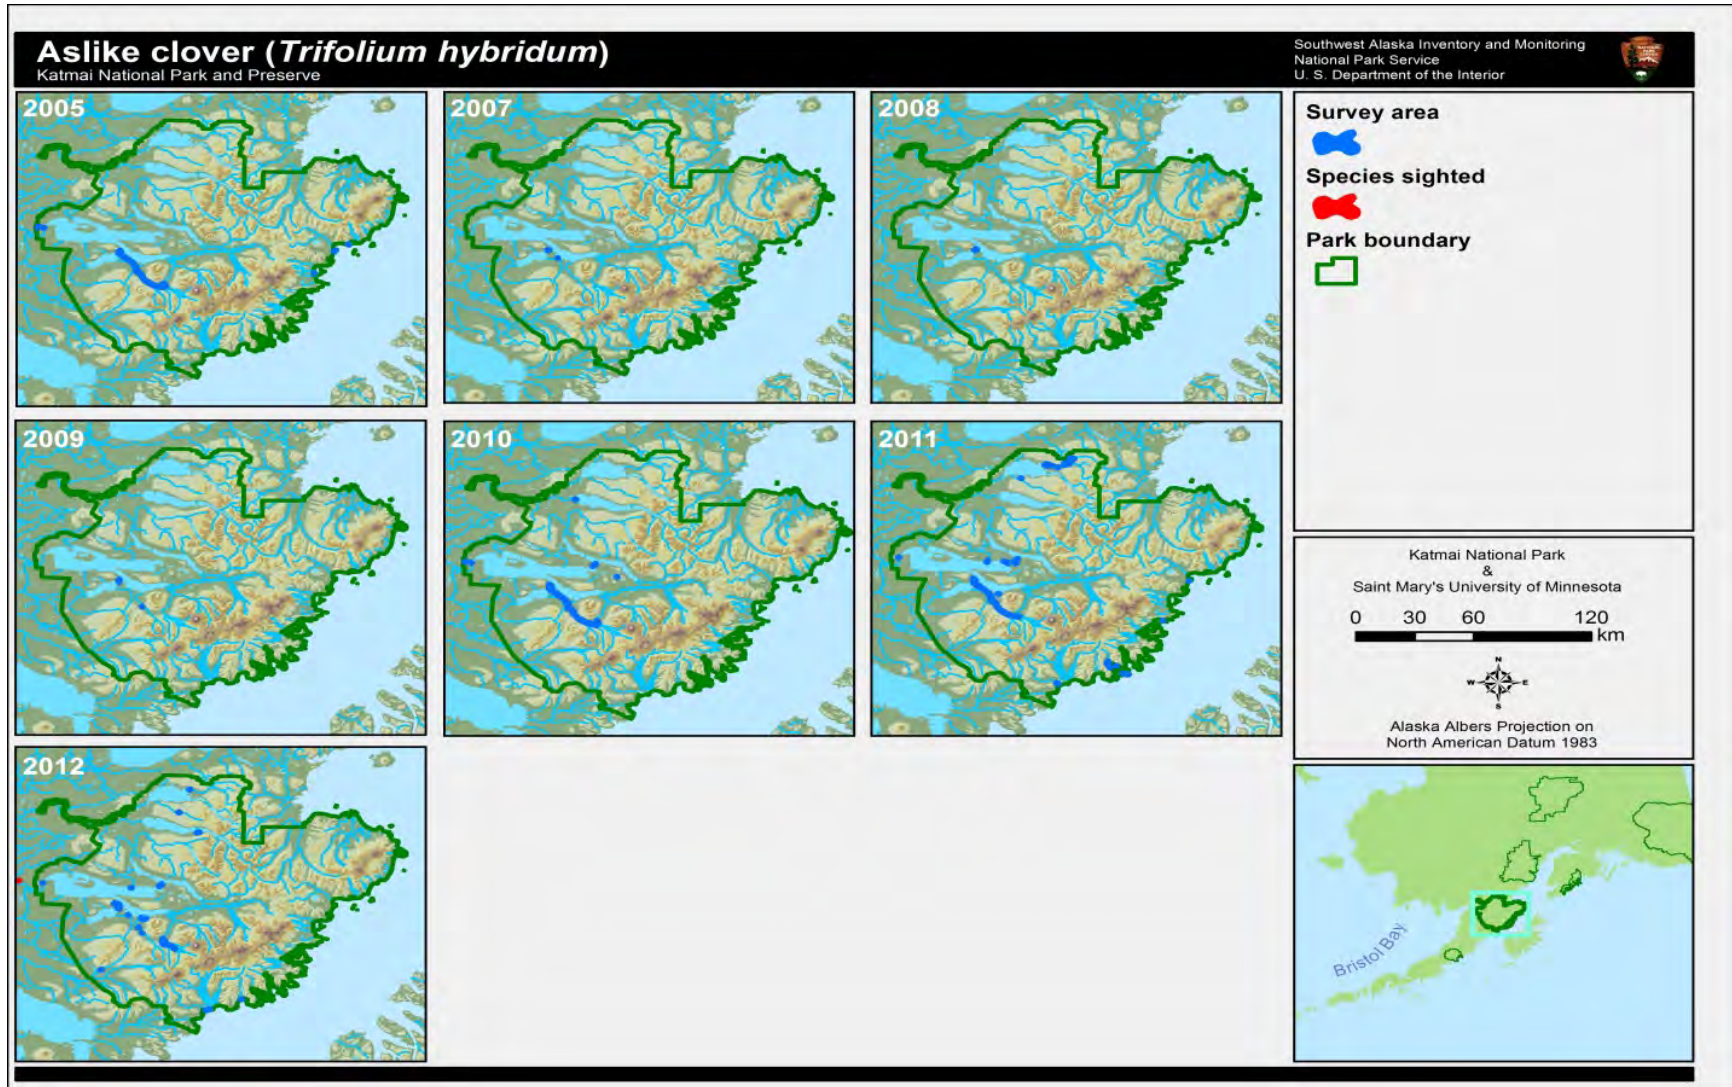 Aslike clover (Trifolium hybridum)
Katmai National Park and Preserve
Southwest Alaska Inventory and Monitoring
National Park Service
U. S. Department of the Interior
2005
2007
2008
Survey area
Species sighted
Park boundary
2009
2010
2011
Katmai National Park
&
Saint Mary's University of Minnesota
0 30 60 120
km
N
W E
S
Alaska Albers Projection on
North American Datum 1983
2012
Bristol Bay